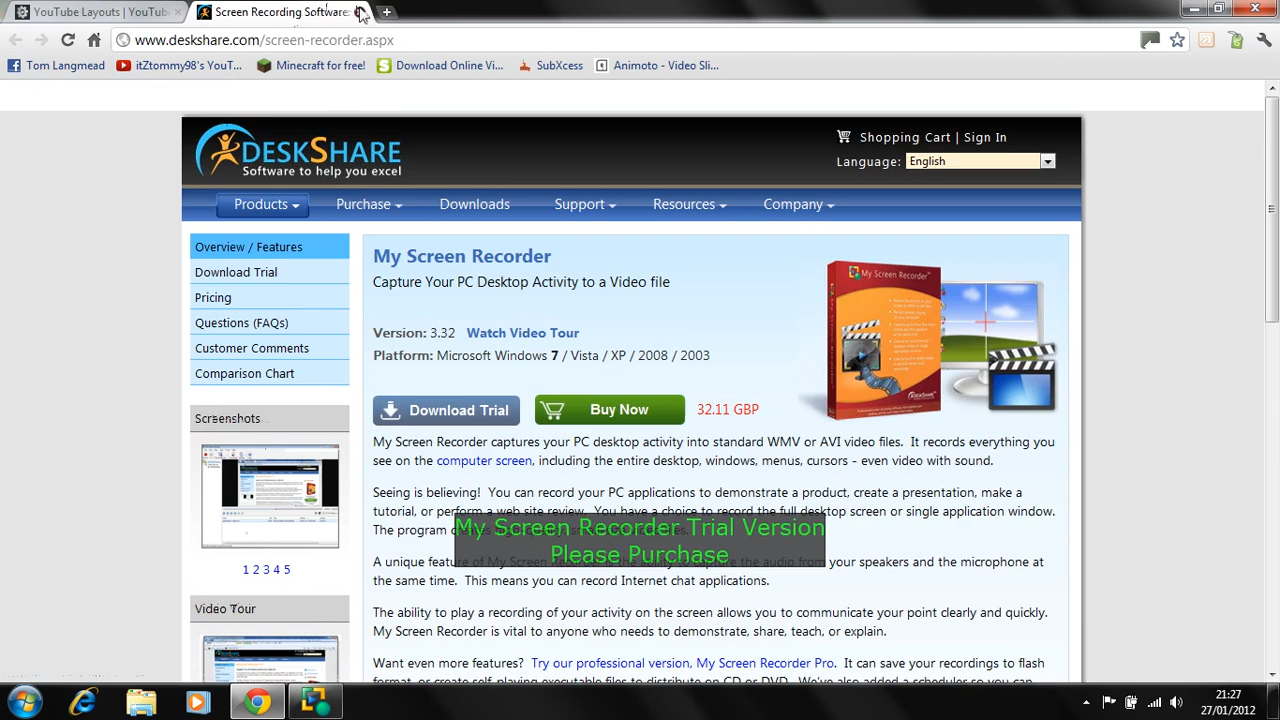 YouTube Layouts | YouTub
Screen Recording Software
www.deskshare.com/screen-recorder.aspx
Tom Langmead
itZtommy98's YouT...
Minecraft for free!
Download Online Vi...
SubXcess
Animoto - Video Sli...
DESKSHARE
Software to help you excel
Shopping Cart | Sign In
Language: English
Products
Purchase
Downloads
Support
Resources
Company
Overview / Features
Download Trial
Pricing
Questions (FAQs)
Customer Comments
Comparison Chart
Screenshots
1 2 3 4 5
Video Tour
My Screen Recorder
Capture Your PC Desktop Activity to a Video file
Version: 3.32 Watch Video Tour
Platform: Microsoft Windows 7 / Vista / XP / 2008 / 2003
My Screen Recorder
Download Trial
Buy Now
32.11 GBP
My Screen Recorder captures your PC desktop activity into standard WMV or AVI video files. It records everything you
see on the computer screen, including the entire desktop, windows, menus, cursors - even video with sound.
Seeing is believing! You can record your PC applications to demonstrate a product, create a presentation, make a
tutorial, or perform a web site review. You have a choice to record the full desktop screen or single application window.
The program
My Screen Recorder Trial Version
Please Purchase
A unique feature of My Screen from your speakers and the microphone at
the same time. This means you can record Internet chat applications.
The ability to play a recording of your activity on the screen allows you to communicate your point clearly and quickly.
My Screen Recorder is vital to anyone who needs to demonstrate, share, teach, or explain.
Want even more features? Try our professional version, My Screen Recorder Pro. It can save your recordings to flash
21:27
27/01/2012